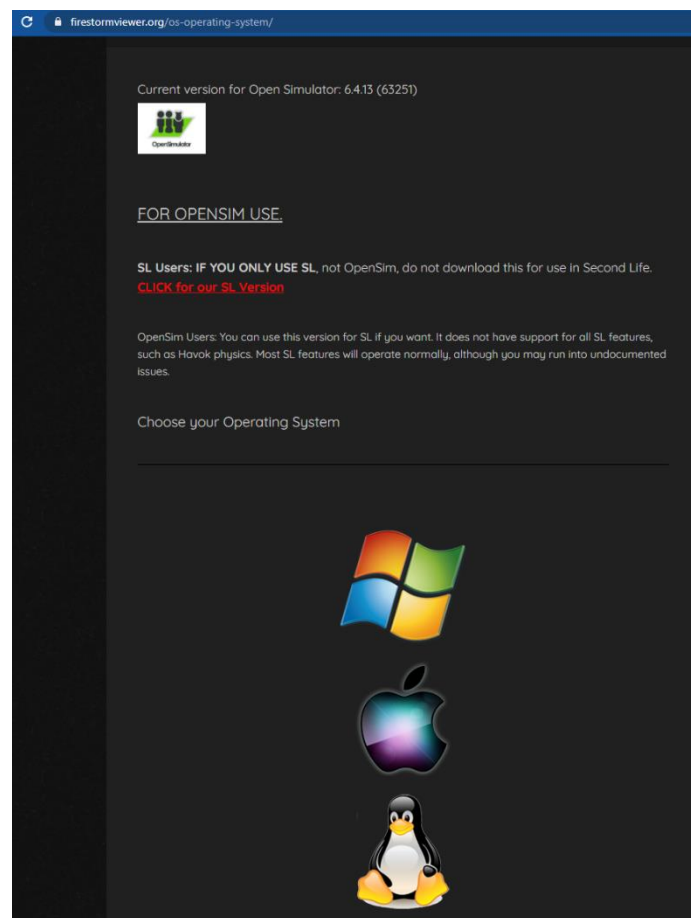 firestormviewer.org/os-operating-system/
Current version for Open Simulator: 6.4.13 (63251)
OpenSimulator
FOR OPENSIM USE.
SL Users: IF YOU ONLY USE SL, not OpenSim, do not download this for use in Second Life.
CLICK for our SL Version
OpenSim Users: You can use this version for SL if you want. It does not have support for all SL features,
such as Havok physics. Most SL features will operate normally, although you may run into undocumented
issues.
Choose your Operating System